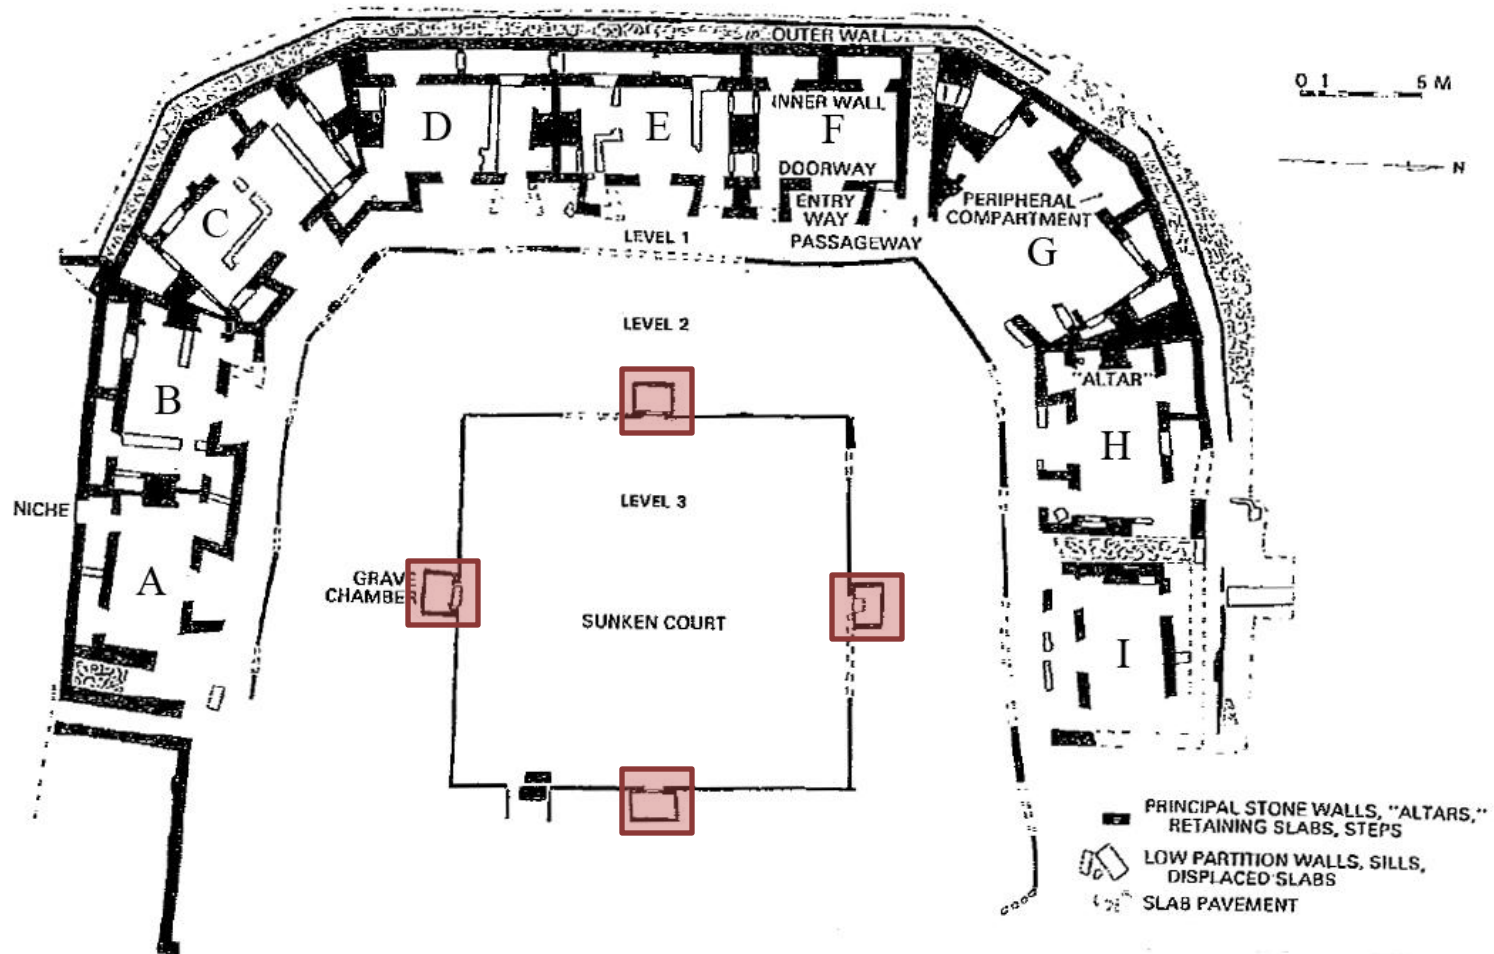 OUTER WALL
0 1 5 M
N
D
E
INNER WALL
F
DOORWAY
ENTRY
WAY
PERIPHERAL
COMPARTMENT
C
LEVEL 1
PASSAGEWAY
G
LEVEL 2
"ALTAR"
B
H
LEVEL 3
NICHE
A
GRAVE
CHAMBER
SUNKEN COURT
I
PRINCIPAL STONE WALLS, "ALTARS,"
RETAINING SLABS, STEPS
LOW PARTITION WALLS, SILLS,
DISPLACED SLABS
SLAB PAVEMENT